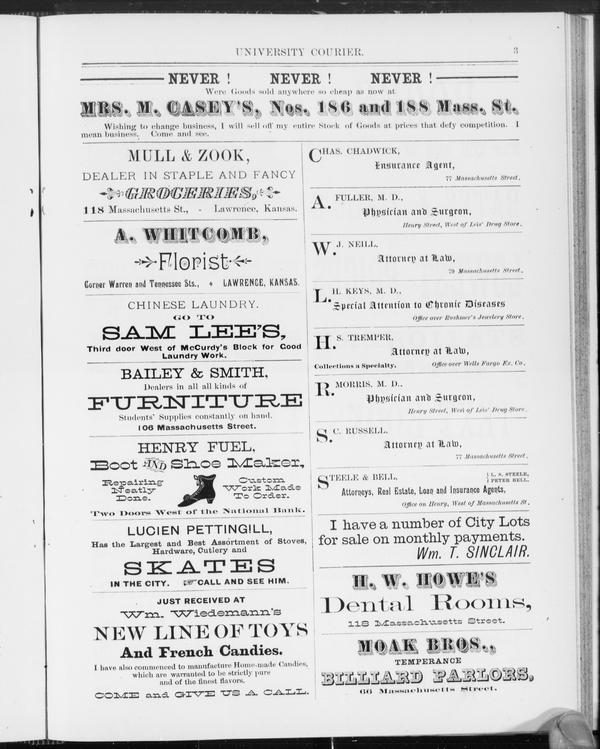 UNIVERSITY COURIER. 3
NEVER ! NEVER ! NEVER !
Were Goods sold anywhere so cheap as now at
MRS. M. CASEY'S, Nos. 186 and 188 Mass. St.
Wishing to change business, I will sell off my entire Stock of Goods at prices that defy competition. I
mean business. Come and see.
MULL & ZOOK,
DEALER IN STAPLE AND FANCY
GROCERIES,
118 Massachusetts St., - Lawrence, Kansas.
A. WHITCOMB,
Florist
Corner Warren and Tennessee Sts., LAWRENCE, KANSAS.
CHINESE LAUNDRY.
GO TO
SAM LEE'S,
Third door West of McCurdy's Block for Good
Laundry Work.
BAILEY & SMITH,
Dealers in all all kinds of
FURNITURE
Students' Supplies constantly on hand.
106 Massachusetts Street.
HENRY FUEL,
Boot AND Shoe Maker,
Repairing
Neatly
Done.
Custom
Work Made
To Order.
Two Doors West of the National Bank.
LUCIEN PETTINGILL,
Has the Largest and Best Assortment of Stoves,
Hardware, Cutlery and
SKATES
IN THE CITY. CALL AND SEE HIM.
JUST RECEIVED AT
Wm. Wiedemann's
NEW LINE OF TOYS
And French Candies.
I have also commenced to manufacture Home-made Candies,
which are warranted to be strictly pure
and of the finest flavors.
COME and GIVE US A CALL.
CHAS. CHADWICK,
Insurance Agent,
77 Massachusetts Street.
A. FULLER, M. D.,
Physician and Surgeon,
Henry Street, West of Leis' Drug Store.
W. J. NEILL,
Attorney at Law,
79 Massachusetts Street.
L. H. KEYS, M. D.,
Special Attention to Chronic Diseases
Office over Rushmer's Jewelery Store.
H. S. TREMPER,
Attorney at Law,
Collections a Specialty. Office over Wells Fargo Ex. Co.
R. MORRIS, M. D.,
Physician and Surgeon,
Henry Street, West of Leis' Drug Store.
S. C. RUSSELL,
Attorney at Law,
77 Massachusetts Street.
STEELE & BELL, { L. S. STEELE,
{ PETER BELL.
Attorneys, Real Estate, Loan and Insurance Agents,
Office on Henry, West of Massachusetts St.
I have a number of City Lots
for sale on monthly payments.
Wm. T. SINCLAIR.
H. W. HOWE'S
Dental Rooms,
118 Massachusetts Street.
MOAK BROS.,
TEMPERANCE
BILLIARD PARLORS,
66 Massachusetts Street.